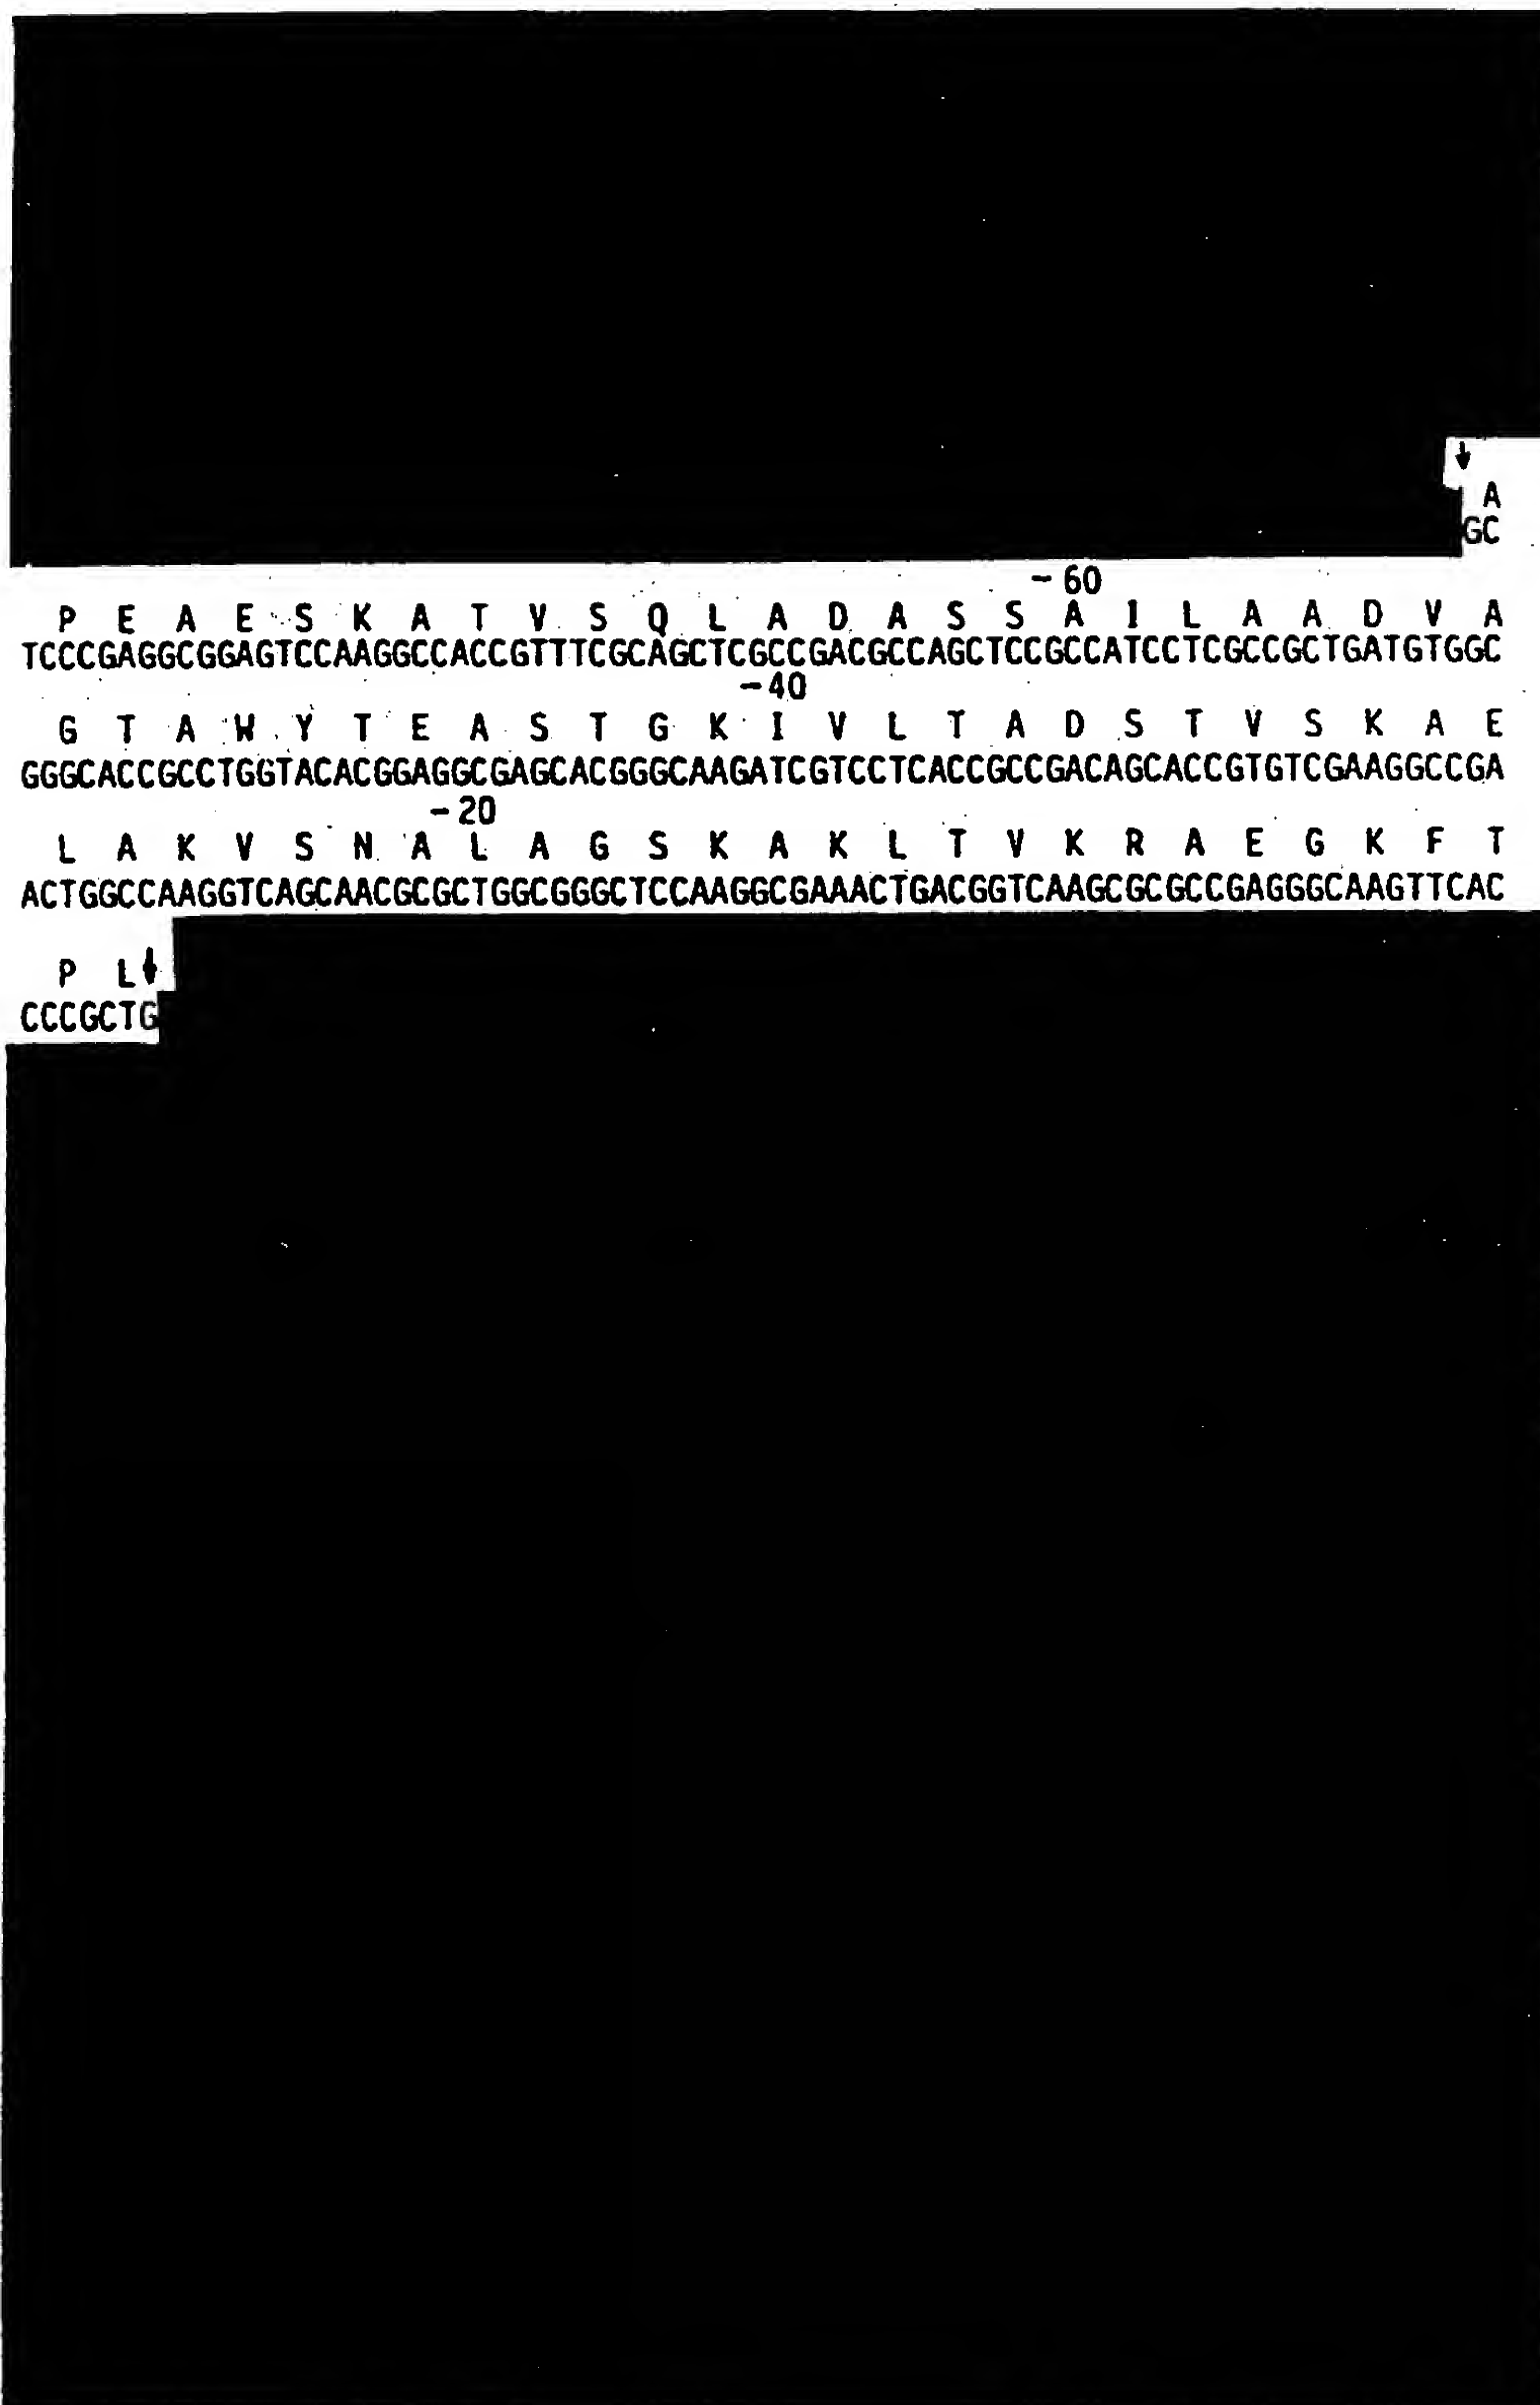 ↓
A
GC
-60
P E A E S K A T V S Q L A D A S S A I L A A D V A
TCCCGAGGCGGAGTCCAAGGCCACCGTTTCGCAGCTCGCCGACGCCAGCTCCGCCATCCTCGCCGCTGATGTGGC
-40
G T A W Y T E A S T G K I V L T A D S T V S K A E
GGGCACCGCCTGGTACACGGAGGCGAGCACGGGCAAGATCGTCCTCACCGCCGACAGCACCGTGTCGAAGGCCGA
-20
L A K V S N A L A G S K A K L T V K R A E G K F T
ACTGGCCAAGGTCAGCAACGCGCTGGCGGGCTCCAAGGCGAAACTGACGGTCAAGCGCGCCGAGGGCAAGTTCAC
P L↓
CCCGCTG